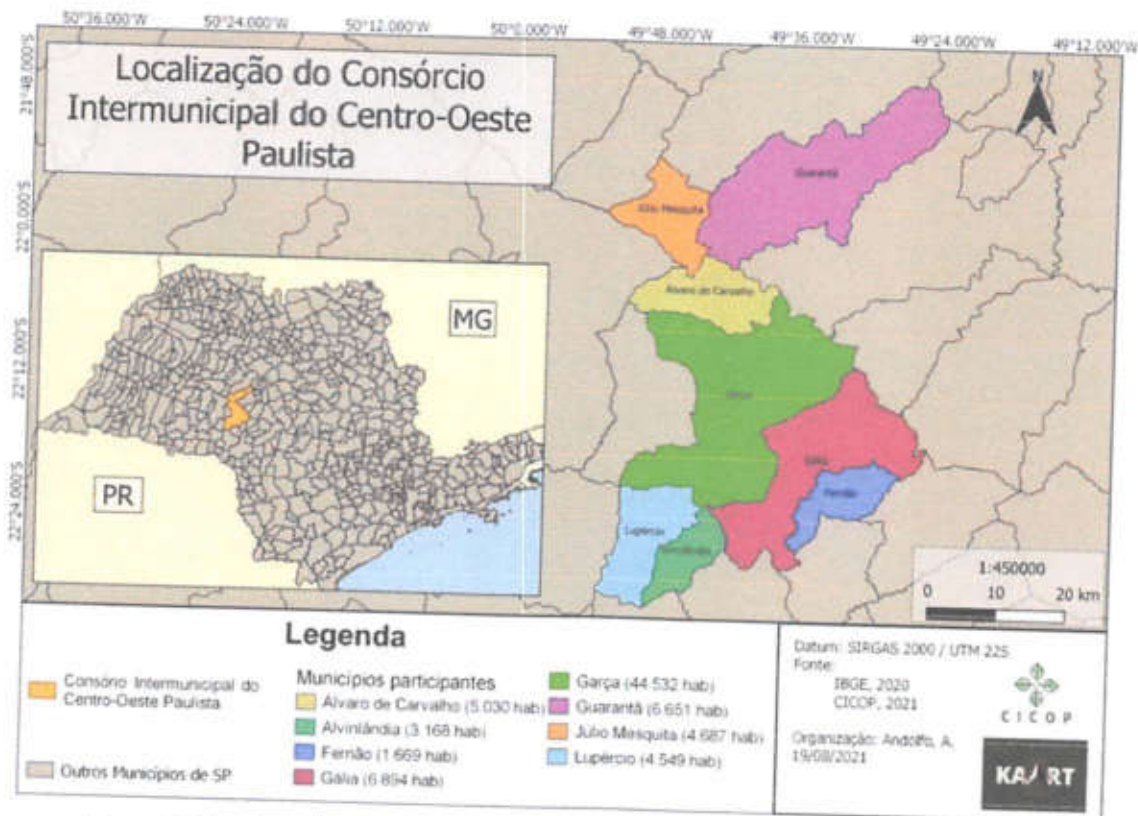 50°36.000'W 50°24.000'W 50°12.000'W 50°0.000'W 49°48.000'W 49°36.000'W 49°24.000'W 49°12.000'W
21°48.000'S
22°0.000'S
22°12.000'S
22°24.000'S
Localização do Consórcio
Intermunicipal do Centro-Oeste
Paulista
N
MG
PR
Guarantã
Júlio Mesquita
Álvaro de Carvalho
Garça
Gália
Fernão
Lupércio
Alvinlândia
1:450000
0 10 20 km
Legenda
Consório Intermunicipal do
Centro-Oeste Paulista
Outros Municípios de SP
Municípios participantes
Álvaro de Carvalho (5.030 hab)
Alvinlândia (3.168 hab)
Fernão (1.669 hab)
Gália (6.894 hab)
Garça (44.532 hab)
Guarantã (6.651 hab)
Júlio Mesquita (4.687 hab)
Lupércio (4.549 hab)
Datum: SIRGAS 2000 / UTM 22S
Fonte:
IBGE, 2020
CICOP, 2021
Organização: Andolfo, A.
19/08/2021
CICOP
KAART